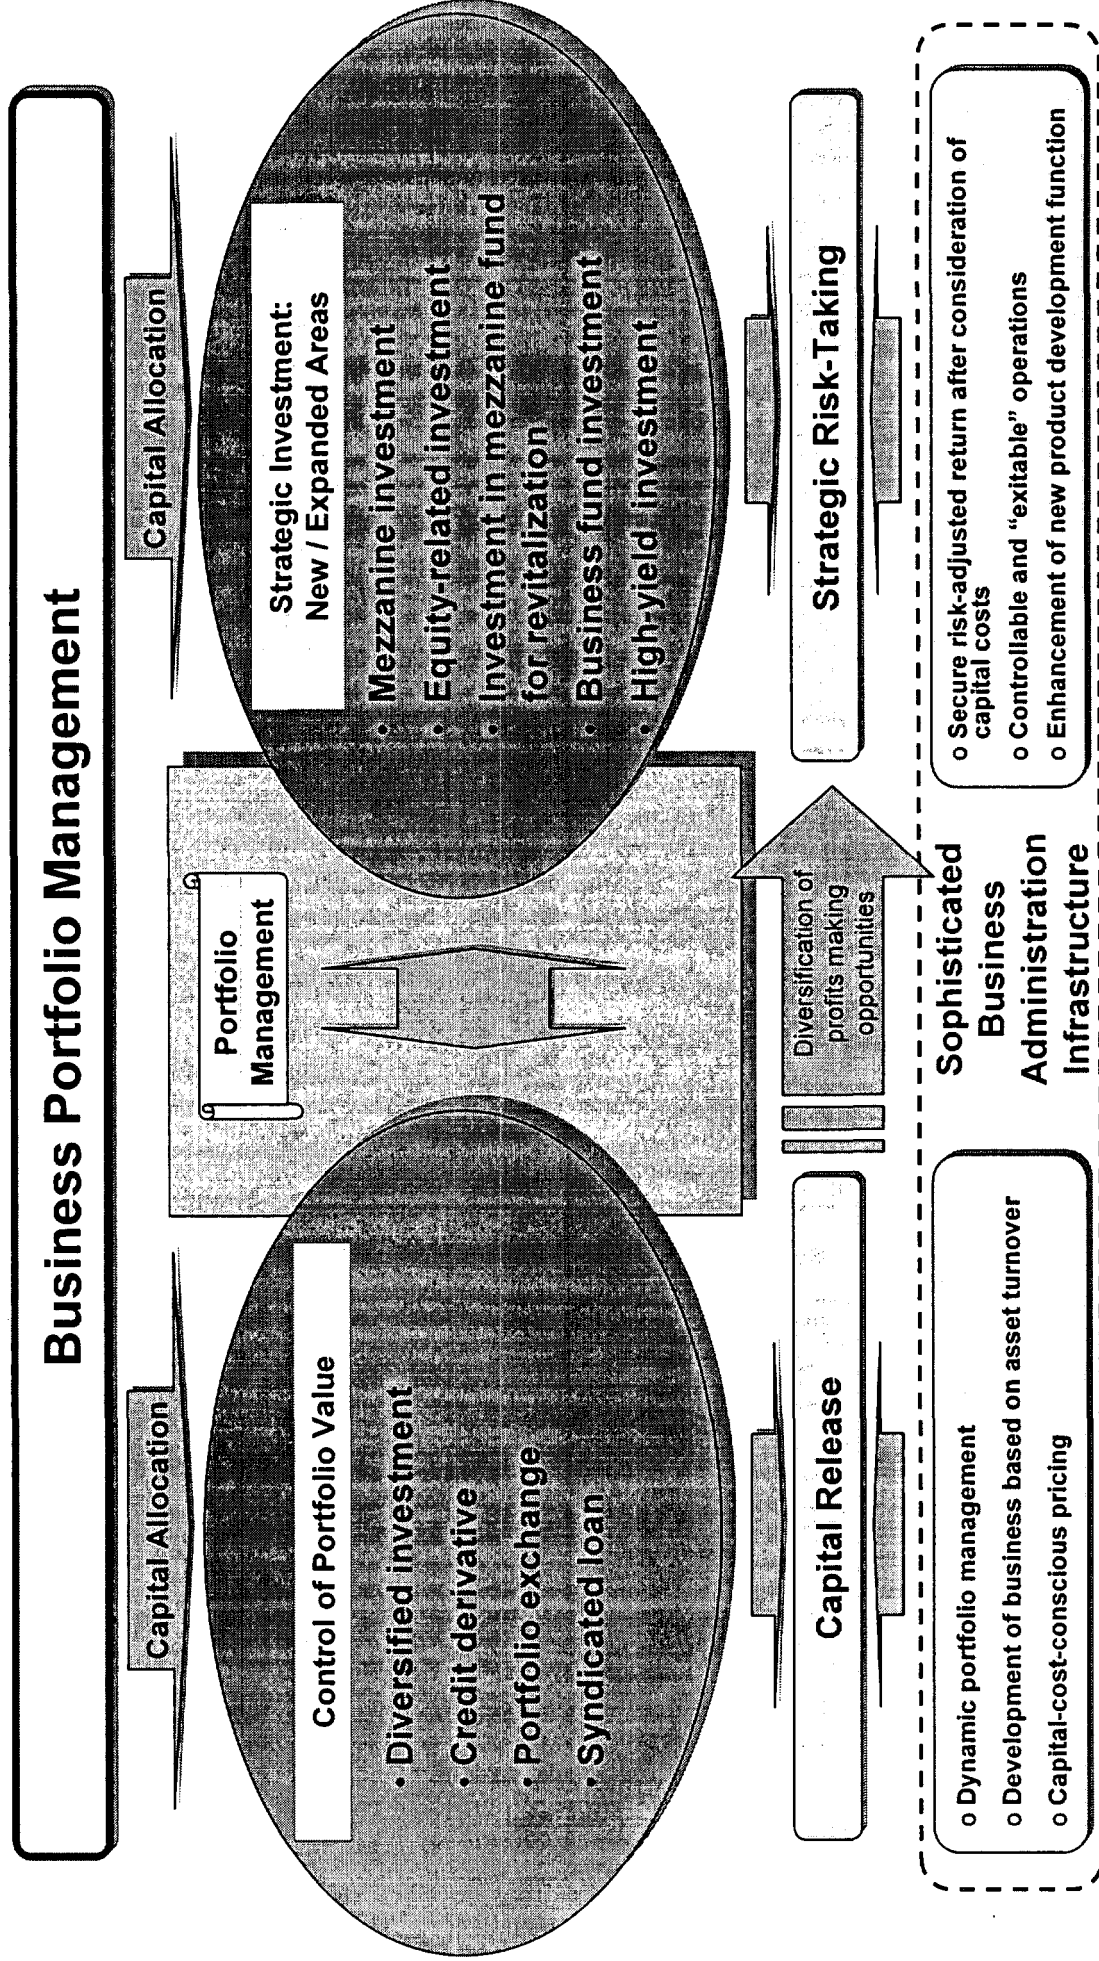 Business Portfolio Management
Capital Allocation
Capital Allocation
Control of Portfolio Value
• Diversified investment
• Credit derivative
• Portfolio exchange
• Syndicated loan
Portfolio
Management
Strategic Investment:
New / Expanded Areas
• Mezzanine investment
• Equity-related investment
• Investment in mezzanine fund
for revitalization
• Business fund investment
• High-yield investment
Capital Release
Diversification of
profits making
opportunities
Strategic Risk-Taking
o Dynamic portfolio management
o Development of business based on asset turnover
o Capital-cost-conscious pricing
Sophisticated
Business
Administration
Infrastructure
o Secure risk-adjusted return after consideration of
capital costs
o Controllable and “exitable” operations
o Enhancement of new product development function